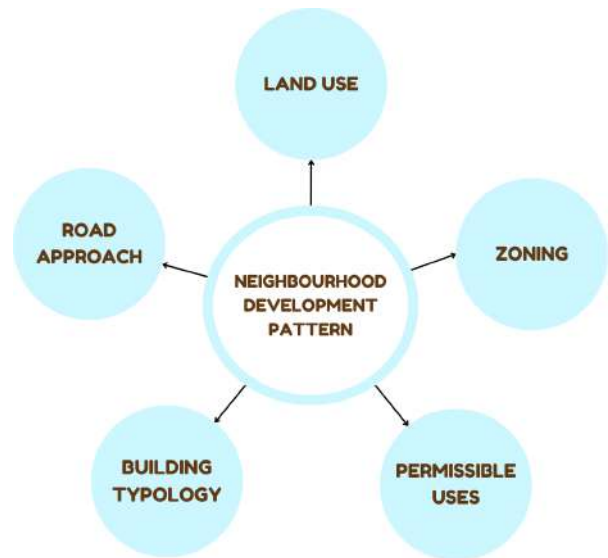 LAND USE
ROAD
APPROACH
ZONING
NEIGHBOURHOOD
DEVELOPMENT
PATTERN
BUILDING
TYPOLOGY
PERMISSIBLE
USES